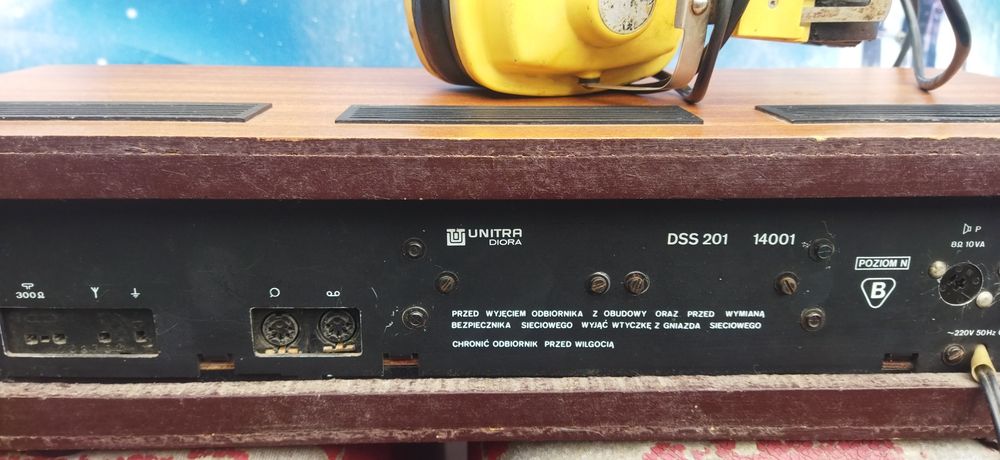 UNITRA
DIORA
DSS 201 14001
POZIOM N
B
P
8Ω 10VA
300Ω
PRZED WYJĘCIEM ODBIORNIKA Z OBUDOWY ORAZ PRZED WYMIANĄ
BEZPIECZNIKA SIECIOWEGO WYJĄĆ WTYCZKĘ Z GNIAZDA SIECIOWEGO
CHRONIĆ ODBIORNIK PRZED WILGOCIĄ
~220V 50Hz